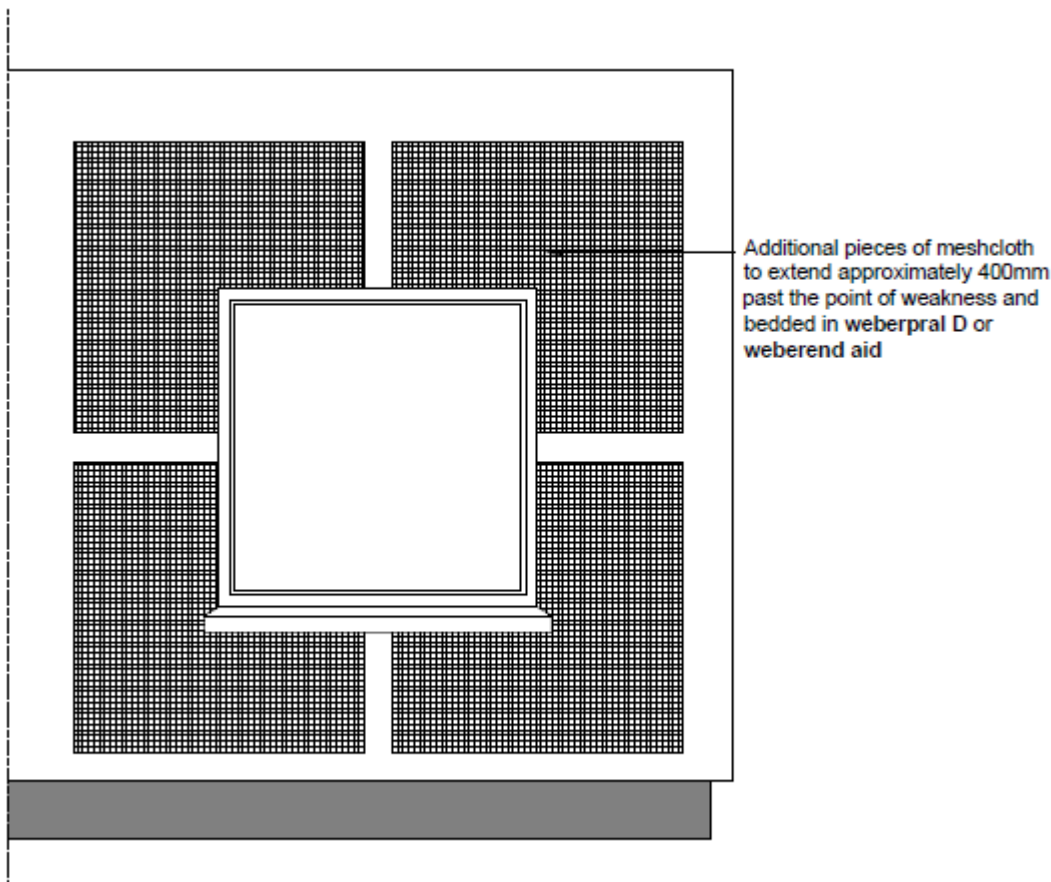 Additional pieces of meshcloth
to extend approximately 400mm
past the point of weakness and
bedded in weberpral D or
weberend aid